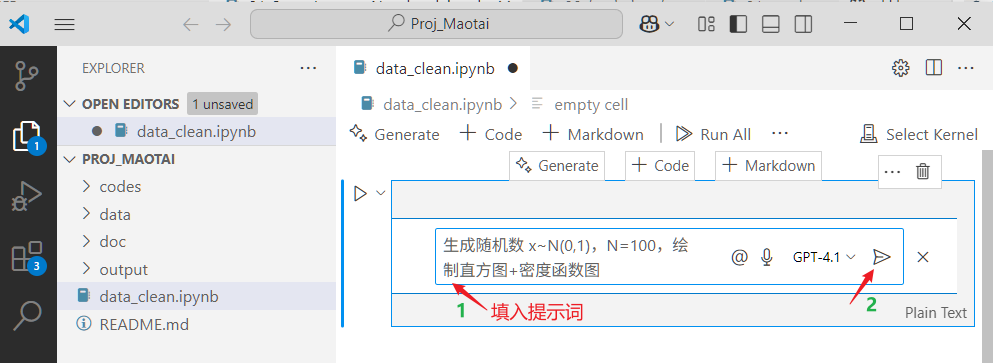 Proj_Maotai
EXPLORER
data_clean.ipynb
OPEN EDITORS 1 unsaved
data_clean.ipynb
data_clean.ipynb > empty cell
PROJ_MAOTAI
Generate + Code + Markdown Run All ... Select Kernel
Generate + Code + Markdown ...
codes
data
doc
output
data_clean.ipynb
README.md
生成随机数 x~N(0,1)，N=100，绘
制直方图+密度函数图
@ GPT-4.1
1 填入提示词
2
Plain Text
1
3